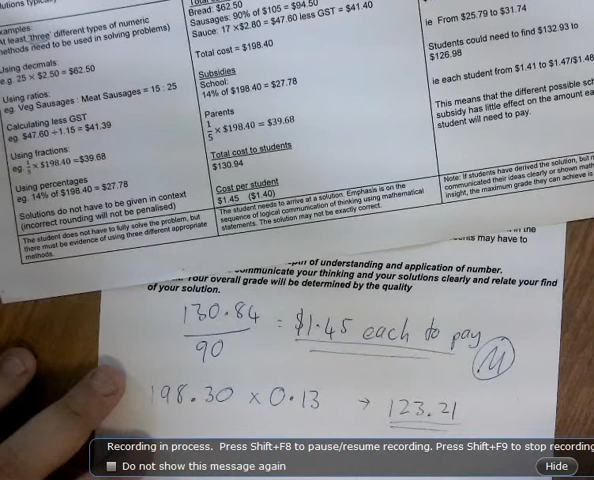 examples
At least 'three' different types of numeric
methods need to be used in solving problems)
Using decimals:
e.g. 25 × $2.50 = $62.50
Using ratios:
eg. Veg Sausages : Meat Sausages = 15 : 25
Calculating less GST
eg. $47.60 ÷ 1.15 = $41.39
Using fractions:
eg. 1/5 × $198.40 = $39.68
Using percentages
eg. 14% of $198.40 = $27.78
Solutions do not have to be given in context
(incorrect rounding will not be penalised)
The student does not have to fully solve the problem, but
there must be evidence of using three different appropriate
methods.
Bread: $62.50
Sausages: 90% of $105 = $94.50
Sauce: 17 ×$2.80 = $47.60 less GST = $41.40
Total cost = $198.40
Subsidies
School:
14% of $198.40 = $27.78
Parents
1/5 × $198.40 = $39.68
Total cost to students
$130.94
Cost per student
$1.45 ($1.40)
The student needs to arrive at a solution. Emphasis is on the
sequence of logical communication of thinking using mathematical
statements. The solution may not be exactly correct.
ie From $25.79 to $31.74
Students could need to find $132.93 to
$126.98
ie each student from $1.41 to $1.47/$1.48
This means that the different possible
subsidy has little effect on the amount
student will need to pay.
Note: If students have derived the solution, but
communicated their ideas clearly or shown
insight, the maximum grade they can achieve is
may have to
of understanding and application of number.
communicate your thinking and your solutions clearly and relate your
Your overall grade will be determined by the quality
of your solution.
130.84
90
= $1.45 each to pay
M
198.30 × 0.13 → 123.21
Recording in process. Press Shift+F8 to pause/resume recording. Press Shift+F9 to stop recording
Do not show this message again
Hide